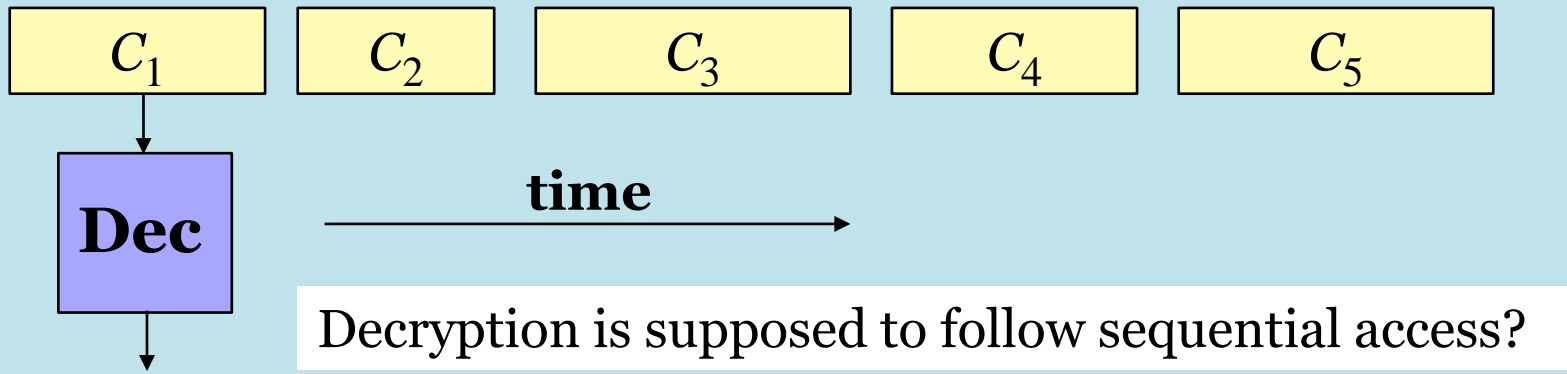 C₁ C₂ C₃ C₄ C₅
Dec
time
Decryption is supposed to follow sequential access?